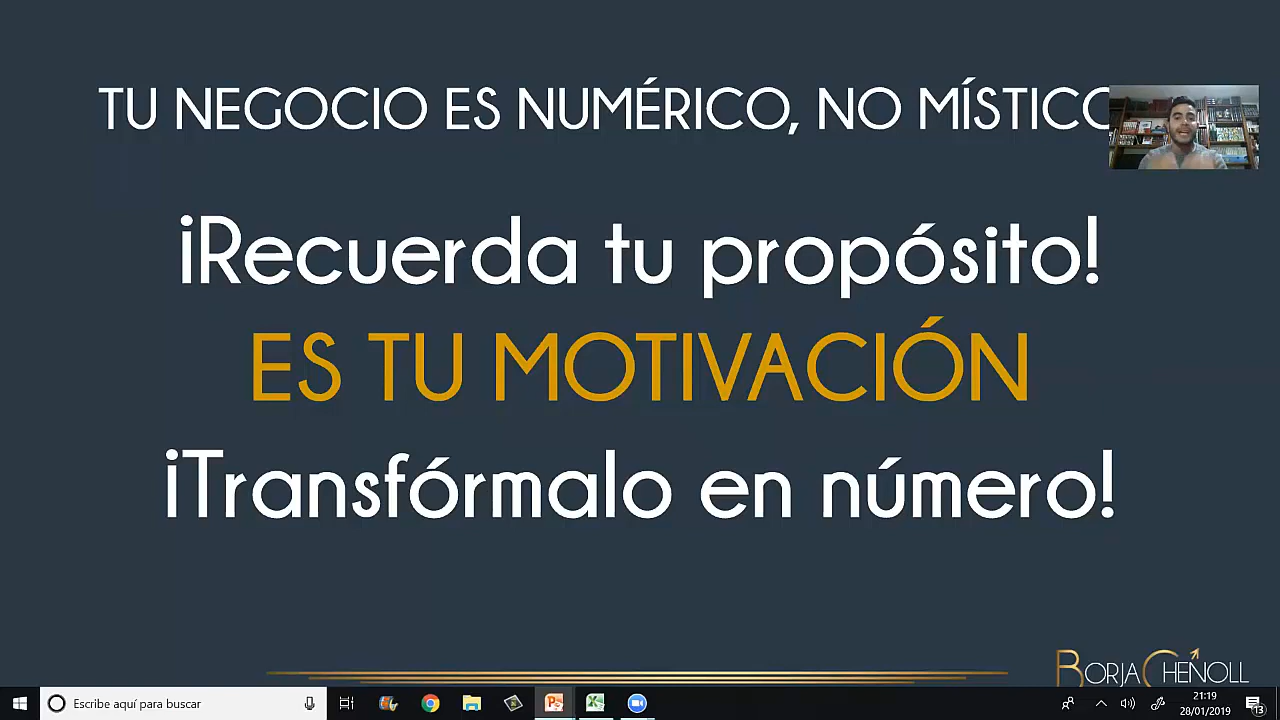 TU NEGOCIO ES NUMÉRICO, NO MÍSTICO
¡Recuerda tu propósito!
ES TU MOTIVACIÓN
¡Transfórmalo en número!
BORJA CHENOLL
Escribe aquí para buscar
21:19
28/01/2019
13